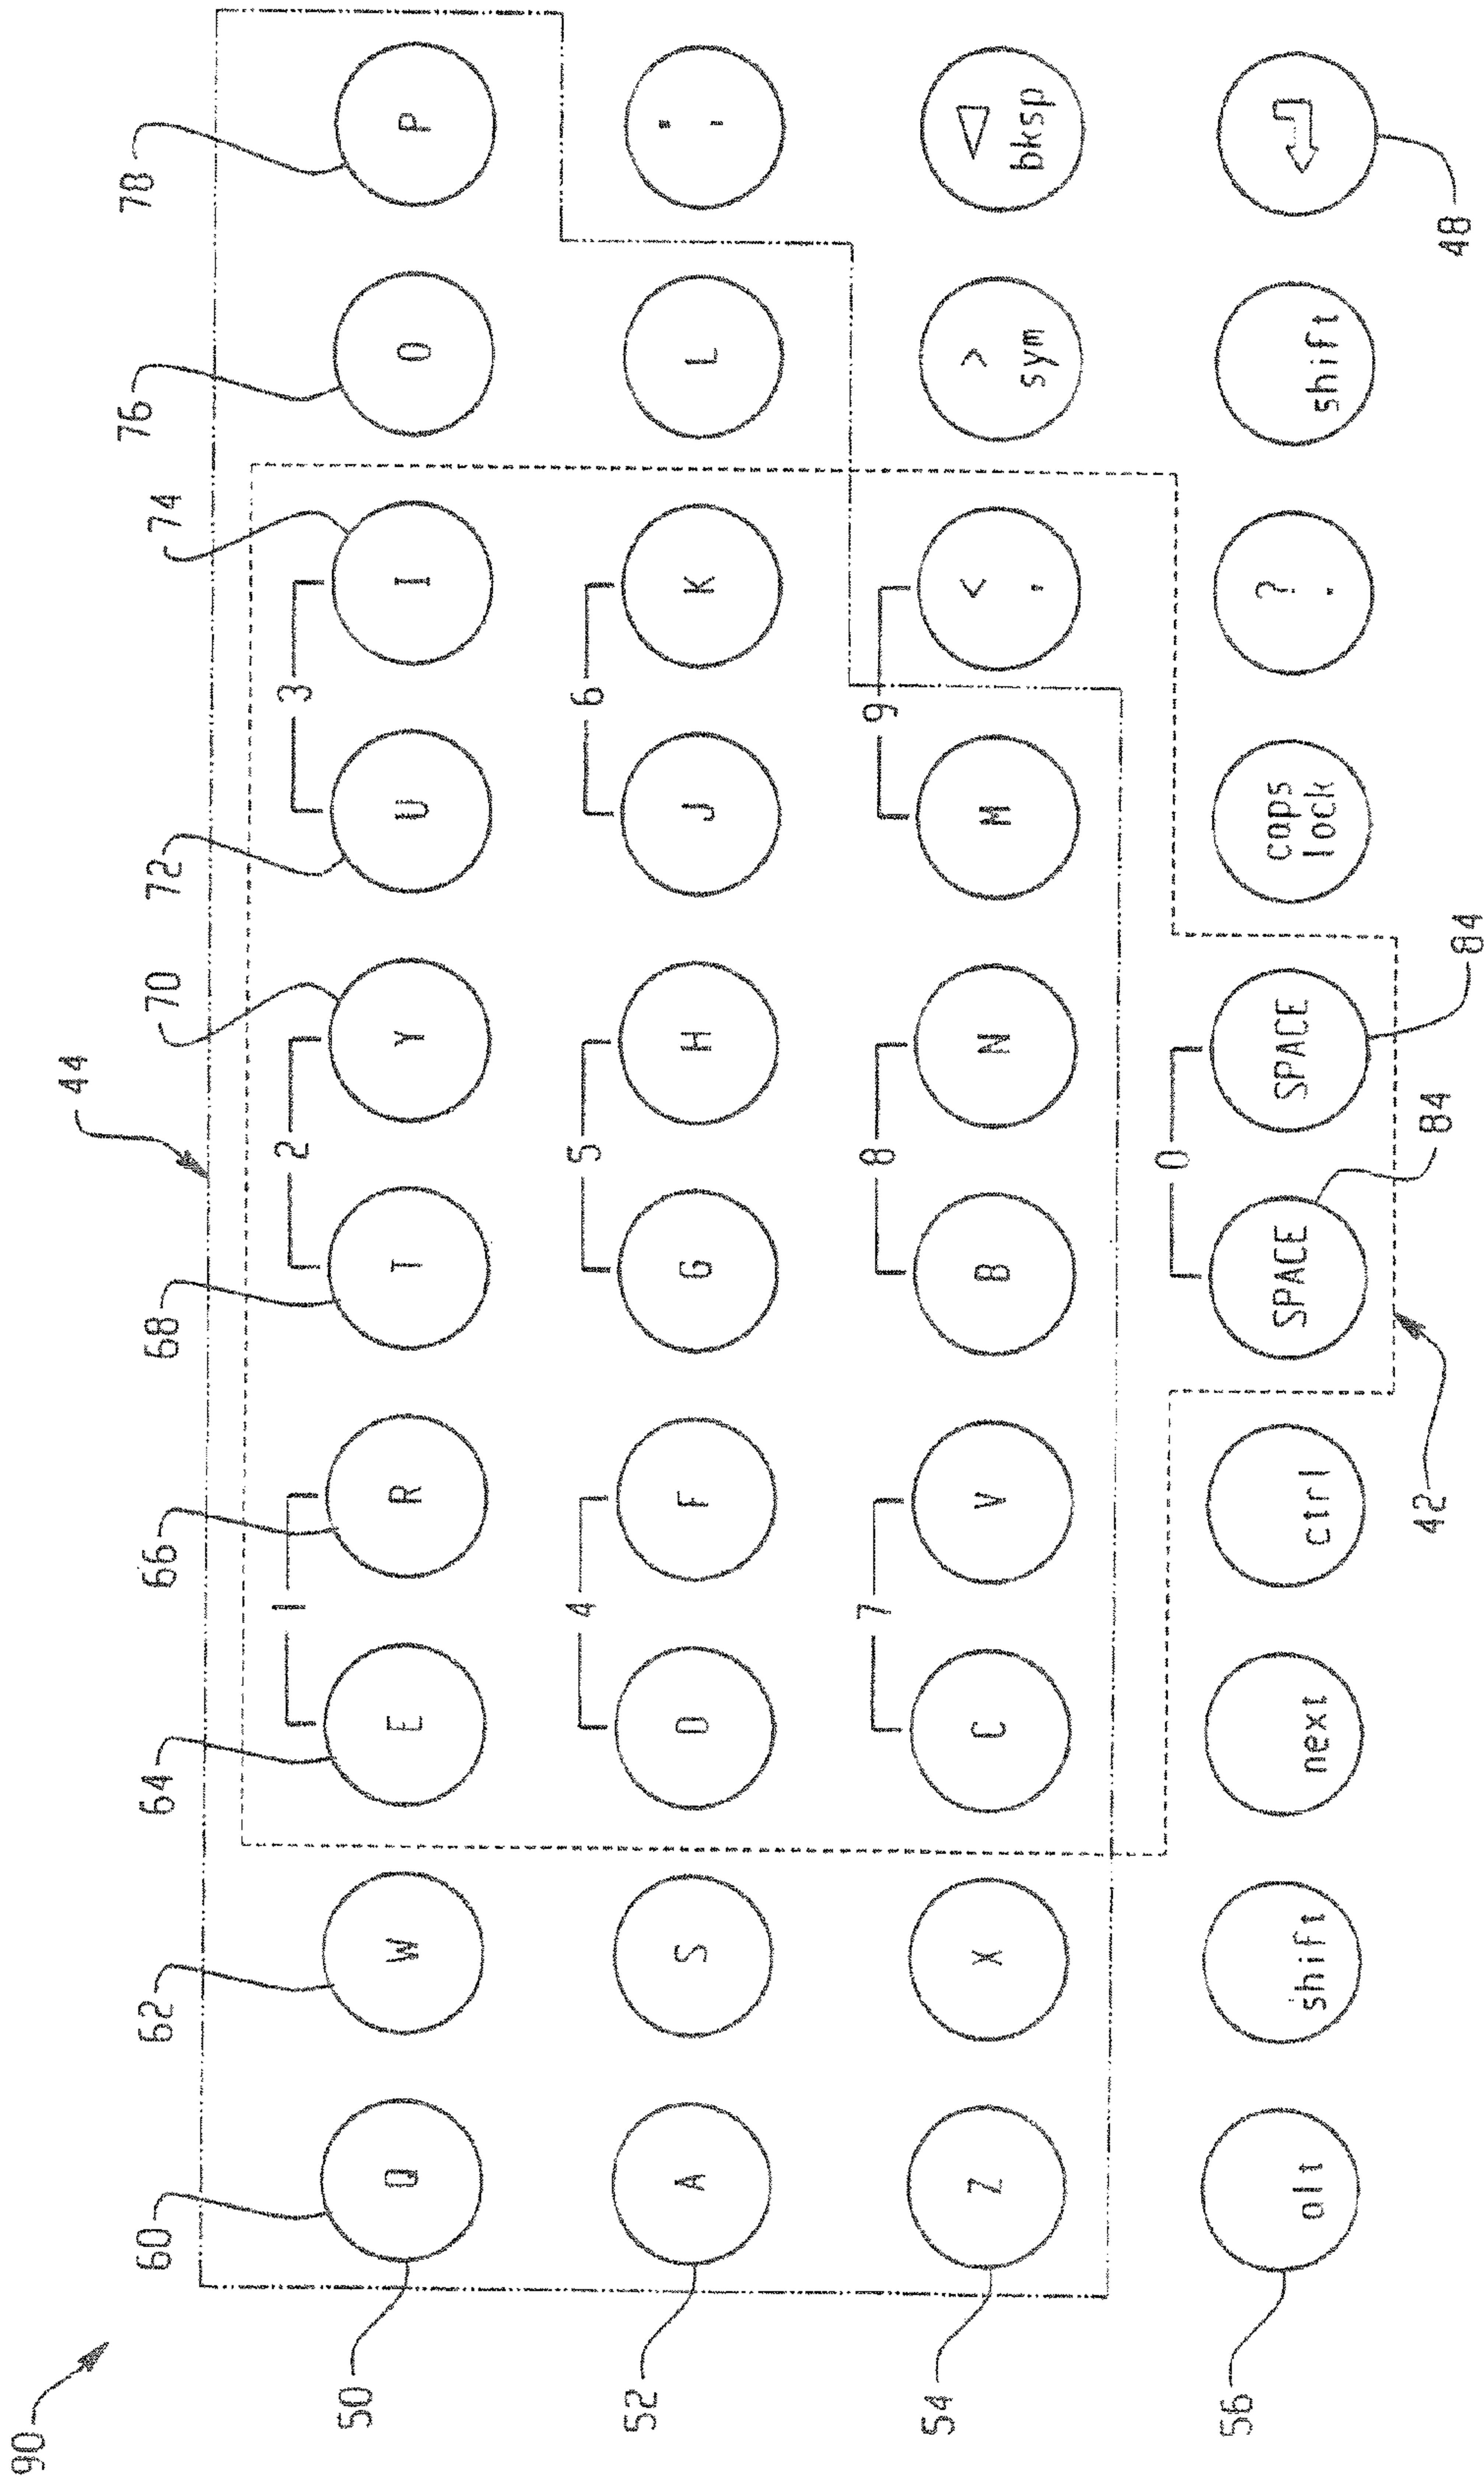 90
44
60 62 64 66 68 70 72 74 76 78
1 2 3
50 Q W E R T Y U I O P
4 5 6
52 A S D F G H J K L " '
7 8 9
< >
54 Z X C V B N M , sym bksp
0
caps ?
56 alt shift next ctrl SPACE SPACE lock . shift
42 84 84 48